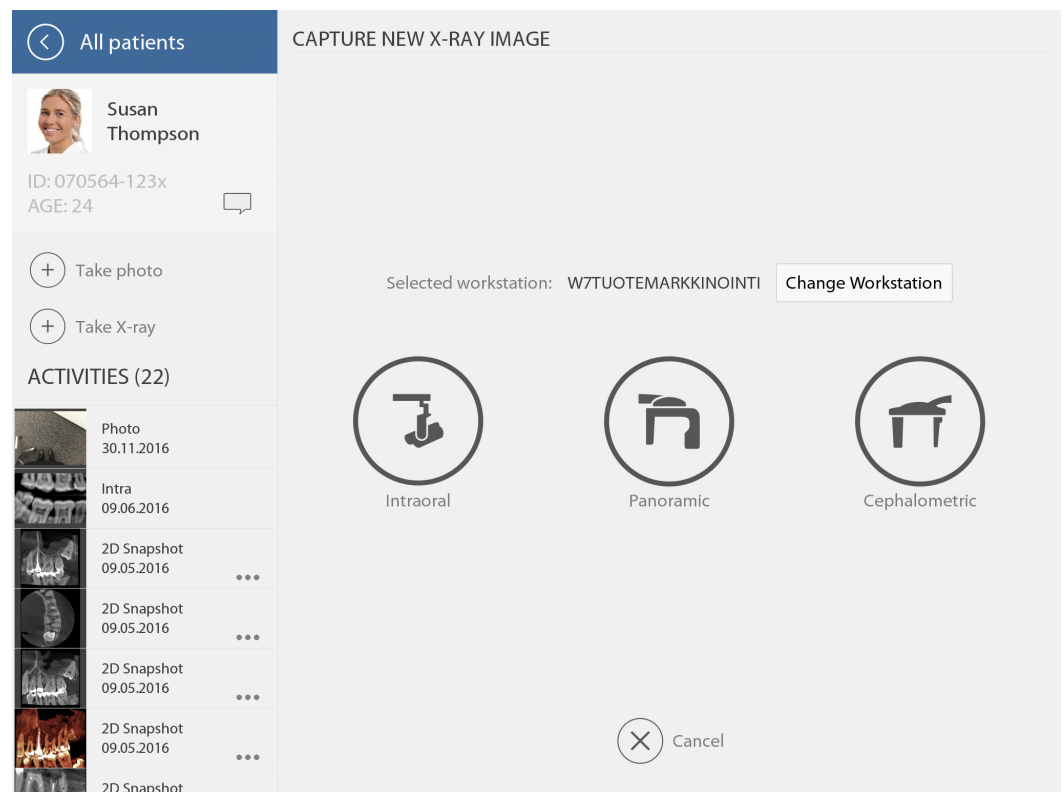 All patients
Susan
Thompson
ID: 070564-123x
AGE: 24
Take photo
Take X-ray
ACTIVITIES (22)
Photo
30.11.2016
Intra
09.06.2016
2D Snapshot
09.05.2016
2D Snapshot
09.05.2016
2D Snapshot
09.05.2016
2D Snapshot
09.05.2016
2D Snapshot
CAPTURE NEW X-RAY IMAGE
Selected workstation: W7TUOTEMARKKINOINTI Change Workstation
Intraoral Panoramic Cephalometric
Cancel